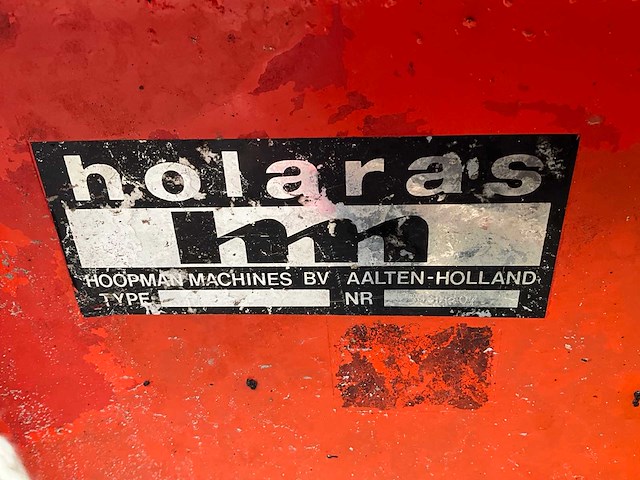 holaras
hm
HOOPMAN MACHINES BV AALTEN-HOLLAND
TYPE NR